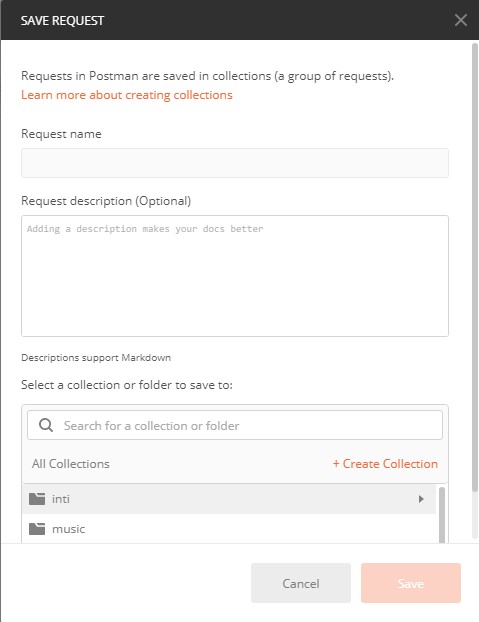 SAVE REQUEST
Requests in Postman are saved in collections (a group of requests).
Learn more about creating collections
Request name
Request description (Optional)
Adding a description makes your docs better
Descriptions support Markdown
Select a collection or folder to save to:
Search for a collection or folder
All Collections + Create Collection
inti
music
Cancel Save